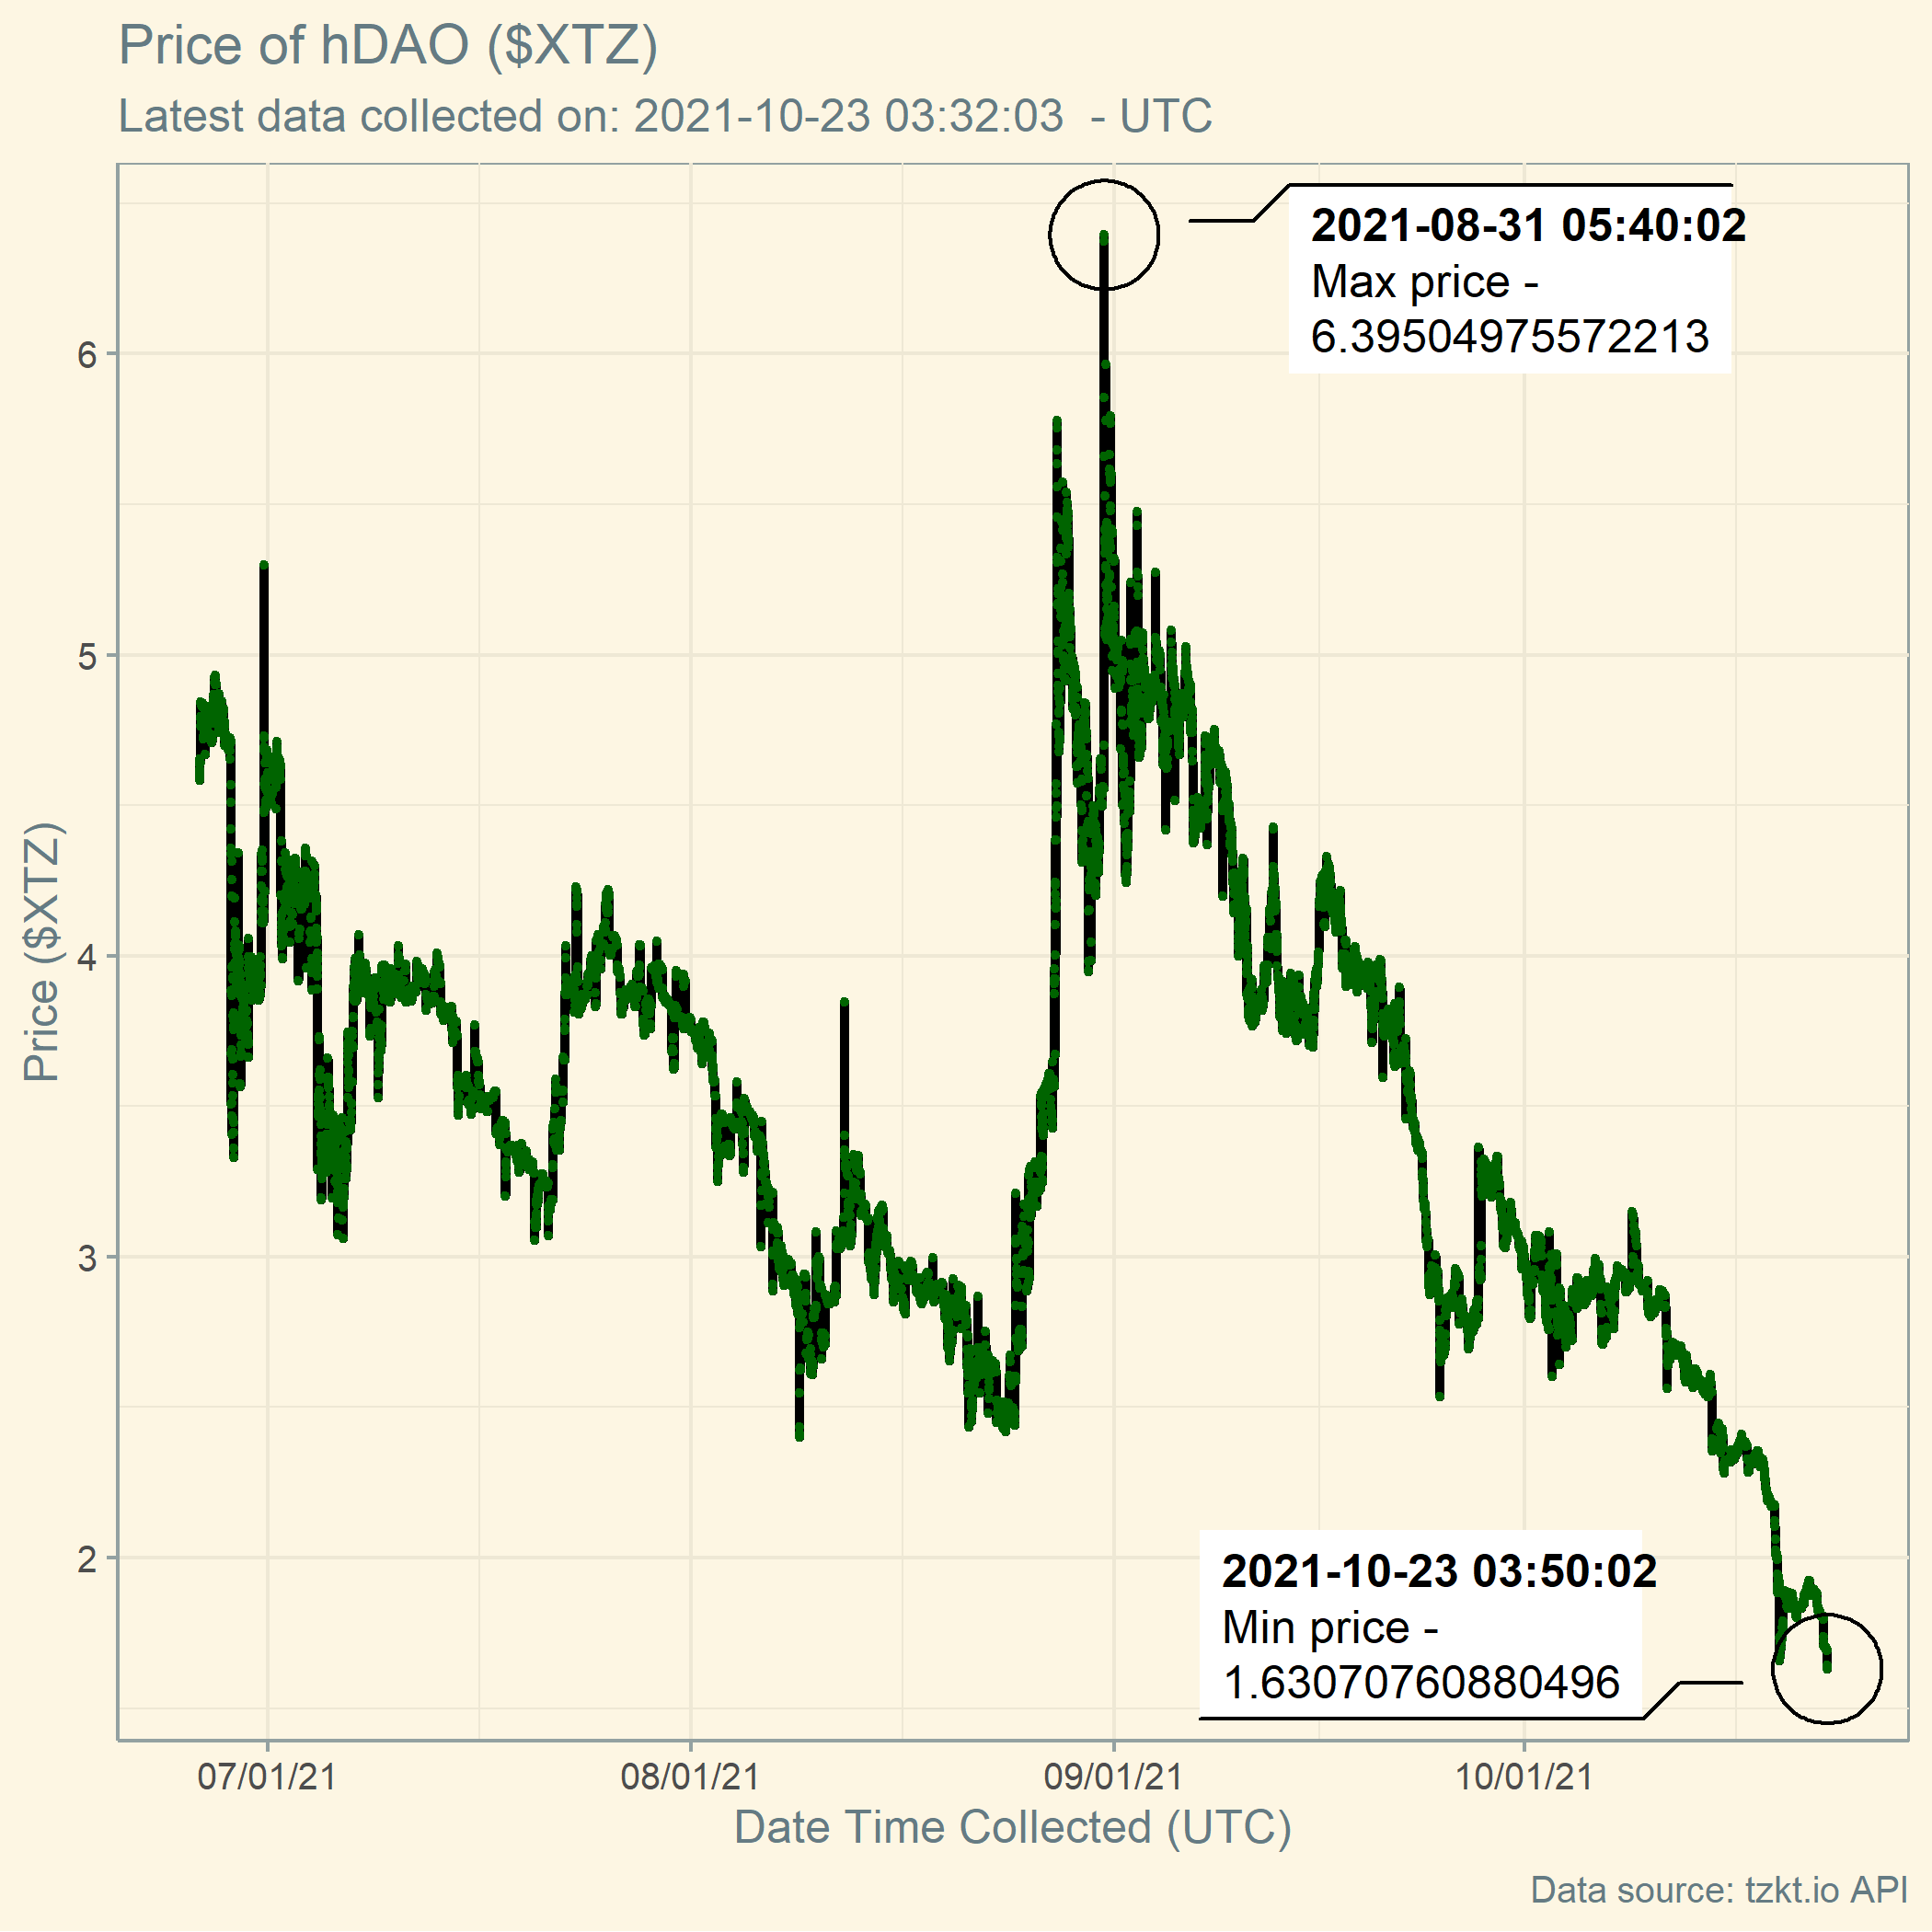 Price of hDAO ($XTZ)
Latest data collected on: 2021-10-23 03:32:03 - UTC
2021-08-31 05:40:02
Max price -
6.39504975572213
6
5
4
3
2
Price ($XTZ)
2021-10-23 03:50:02
Min price -
1.63070760880496
07/01/21 08/01/21 09/01/21 10/01/21
Date Time Collected (UTC)
Data source: tzkt.io API